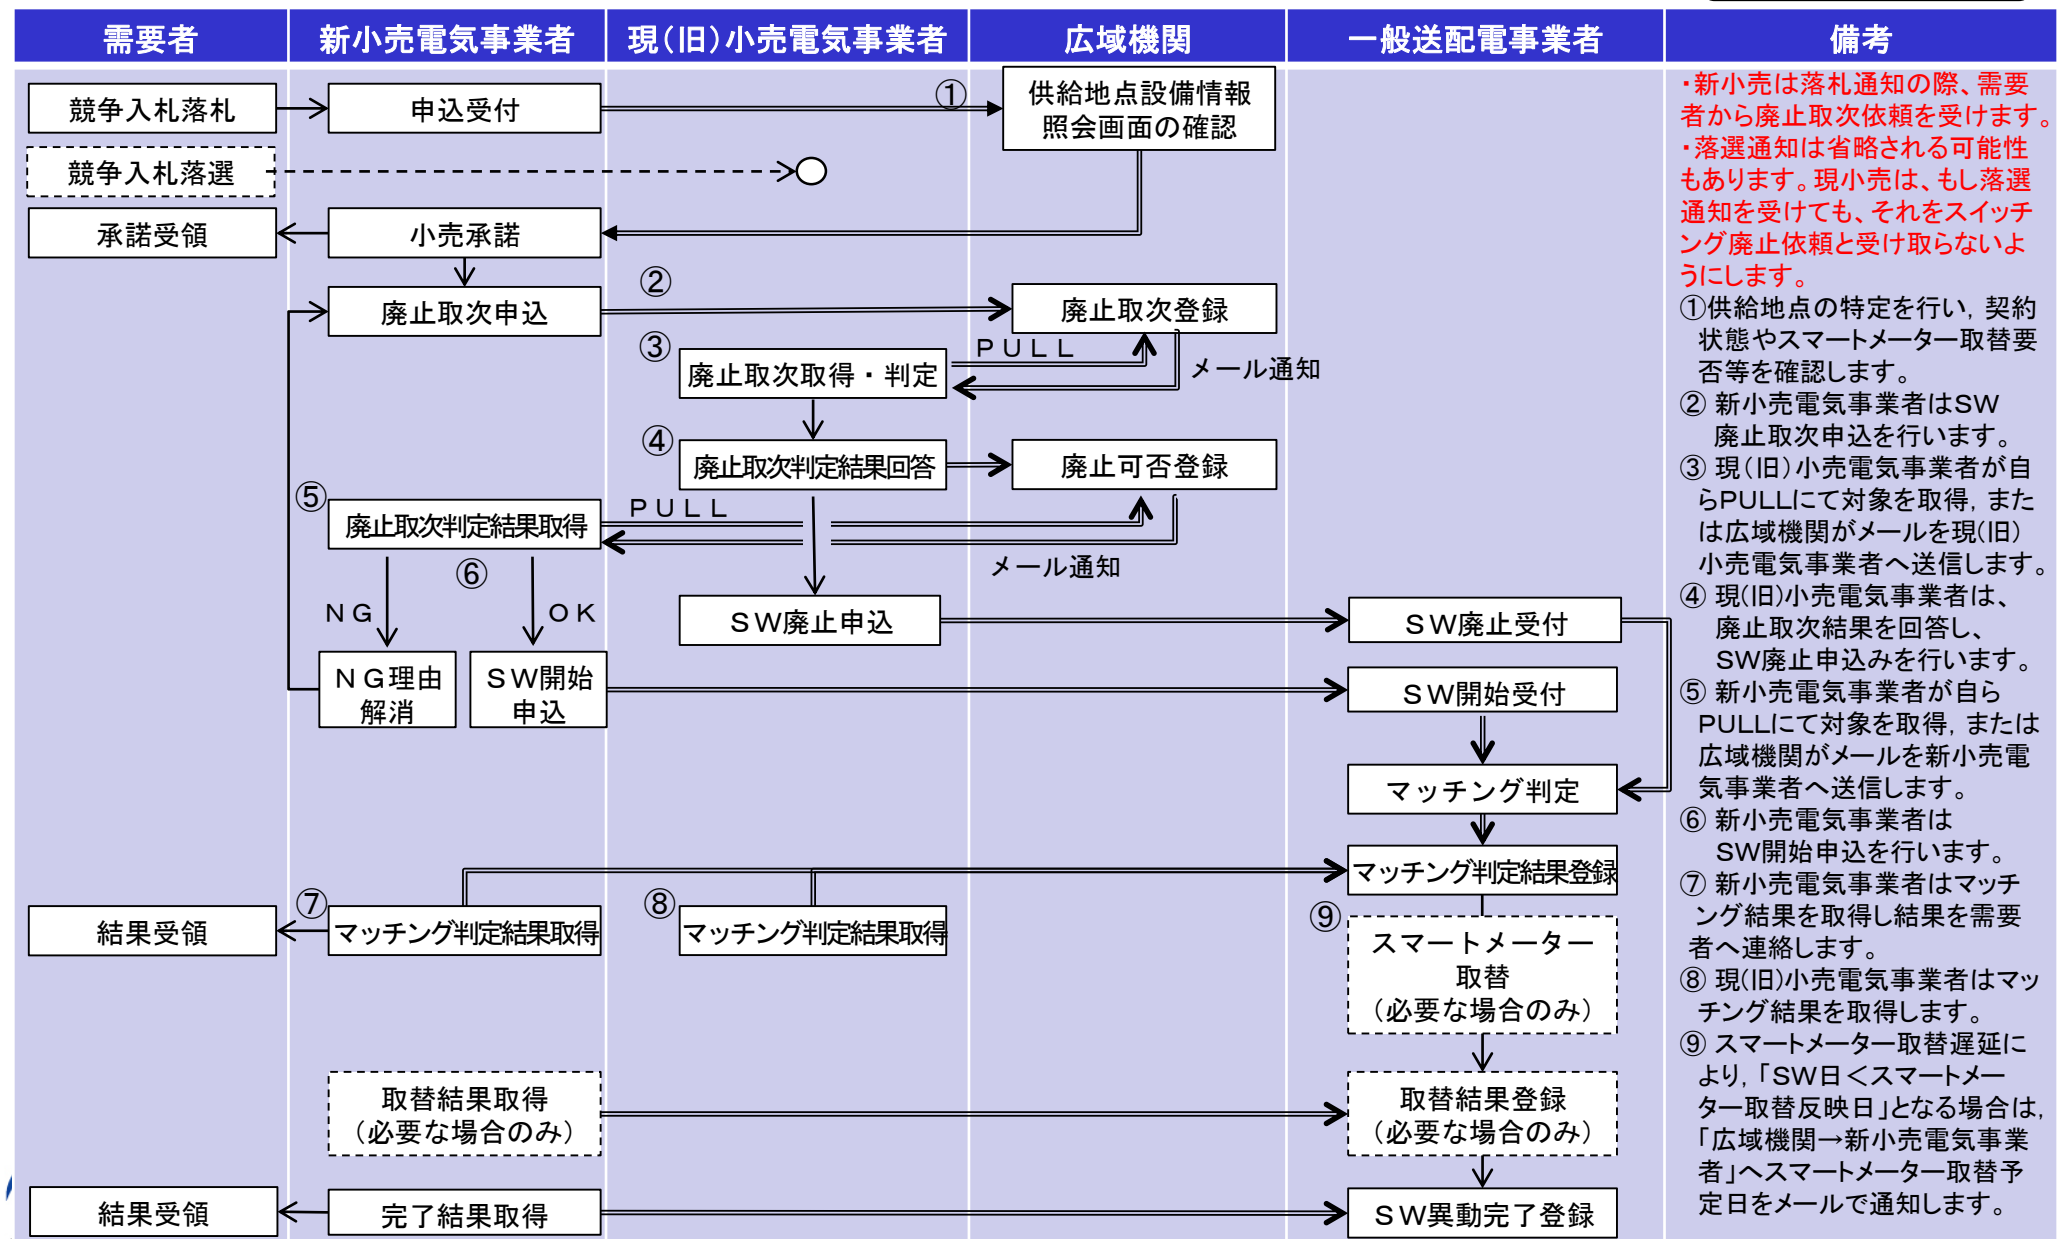 需要者
新小売電気事業者
現(旧)小売電気事業者
広域機関
一般送配電事業者
備考
競争入札落札
申込受付
①
供給地点設備情報
照会画面の確認
競争入札落選
承諾受領
小売承諾
廃止取次申込
②
廃止取次登録
③
廃止取次取得・判定
ＰＵＬＬ
メール通知
④
廃止取次判定結果回答
廃止可否登録
⑤
廃止取次判定結果取得
ＰＵＬＬ
メール通知
⑥
ＮＧ
ＯＫ
ＳＷ廃止申込
ＳＷ廃止受付
ＮＧ理由
解消
ＳＷ開始
申込
ＳＷ開始受付
マッチング判定
マッチング判定結果登録
結果受領
⑦
マッチング判定結果取得
⑧
マッチング判定結果取得
⑨
スマートメーター
取替
（必要な場合のみ）
取替結果取得
（必要な場合のみ）
取替結果登録
（必要な場合のみ）
結果受領
完了結果取得
ＳＷ異動完了登録
・新小売は落札通知の際、需要
者から廃止取次依頼を受けます。
・落選通知は省略される可能性
もあります。現小売は、もし落選
通知を受けても、それをスイッチ
ング廃止依頼と受け取らないよ
うにします。
①供給地点の特定を行い，契約
状態やスマートメーター取替要
否等を確認します。
② 新小売電気事業者はSW
廃止取次申込を行います。
③ 現(旧)小売電気事業者が自
らPULLにて対象を取得，また
は広域機関がメールを現(旧)
小売電気事業者へ送信します。
④ 現(旧)小売電気事業者は、
廃止取次結果を回答し、
SW廃止申込みを行います。
⑤ 新小売電気事業者が自ら
PULLにて対象を取得，または
広域機関がメールを新小売電
気事業者へ送信します。
⑥ 新小売電気事業者は
SW開始申込を行います。
⑦ 新小売電気事業者はマッチ
ング結果を取得し結果を需要
者へ連絡します。
⑧ 現(旧)小売電気事業者はマッ
チング結果を取得します。
⑨ スマートメーター取替遅延に
より，「SW日＜スマートメー
ター取替反映日」となる場合は，
「広域機関→新小売電気事業
者」へスマートメーター取替予
定日をメールで通知します。